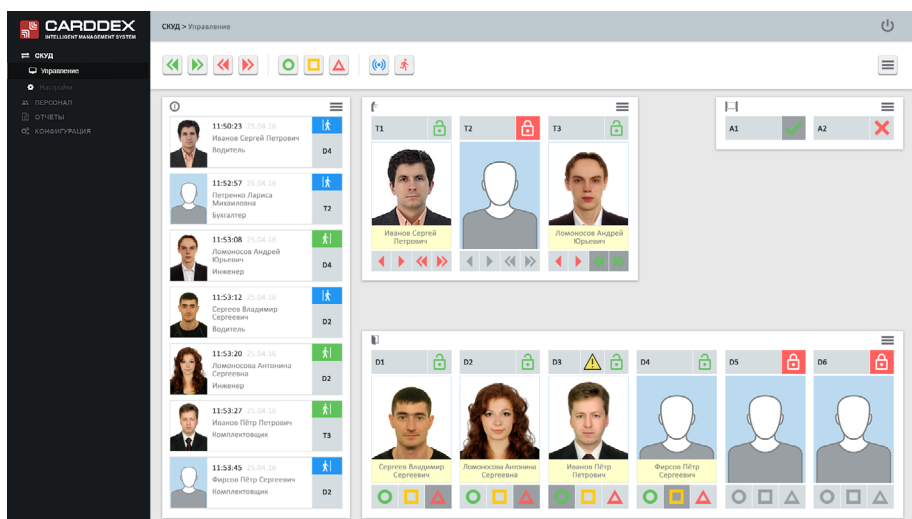 CARDDEX
INTELLIGENT MANAGEMENT SYSTEM
СКУД > Управление
СКУД
Управление
Настройки
ПЕРСОНАЛ
ОТЧЕТЫ
КОНФИГУРАЦИЯ
11:50:23 25.04.16
Иванов Сергей Петрович
Водитель
D4
11:52:57 25.04.16
Петренко Лариса
Михайловна
Бухгалтер
T2
11:53:08 25.04.16
Ломоносов Андрей
Юрьевич
Инженер
D4
11:53:12 25.04.16
Сергеев Владимир
Сергеевич
Водитель
D2
11:53:20 25.04.16
Ломоносова Антонина
Сергеевна
Инженер
D2
11:53:27 25.04.16
Иванов Пётр Петрович
Комплектовщик
T3
11:53:45 25.04.16
Фирсов Пётр Сергеевич
Комплектовщик
D2
T1
T2
T3
Иванов Сергей
Петрович
Ломоносов Андрей
Юрьевич
A1
A2
D1
D2
D3
D4
D5
D6
Сергеев Владимир
Сергеевич
Ломоносова Антонина
Сергеевна
Иванов Пётр
Петрович
Фирсов Пётр
Сергеевич